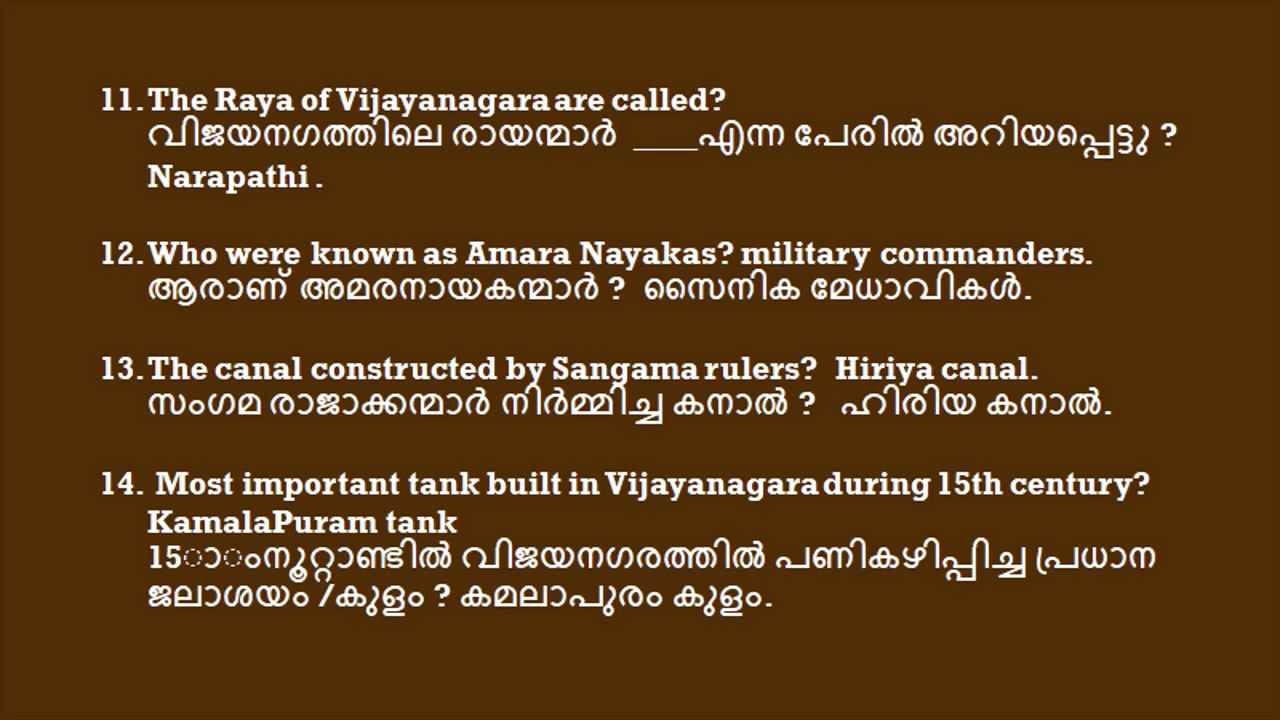 11. The Raya of Vijayanagara are called?
വിജയനഗത്തിലെ രായന്മാർ ____എന്ന പേരിൽ അറിയപ്പെട്ടു ?
Narapathi .
12. Who were known as Amara Nayakas? military commanders.
ആരാണ് അമരനായകന്മാർ ? സൈനിക മേധാവികൾ.
13. The canal constructed by Sangama rulers? Hiriya canal.
സംഗമ രാജാക്കന്മാർ നിർമ്മിച്ച കനാൽ ? ഹിരിയ കനാൽ.
14. Most important tank built in Vijayanagara during 15th century?
KamalaPuram tank
15ാംനൂറ്റാണ്ടിൽ വിജയനഗരത്തിൽ പണികഴിപ്പിച്ച പ്രധാന
ജലാശയം /കുളം ? കമലാപുരം കുളം.